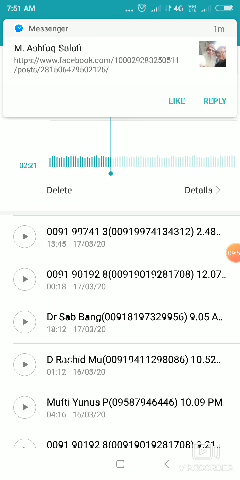 7:51 AM ... 4G
Messenger 1m
M. Ashfaq Salafi
https://www.facebook.com/100029283250511
/posts/281506479502126/
LIKE REPLY
02:21
Delete Details
0091 99741 3(00919974134312) 2.48..
13:45 17/03/20
0091 90192 8(00919019281708) 12.07..
00:18 17/03/20
Dr Sab Bang(00918197329956) 9.05 A..
18:12 17/03/20
D Rashid Mu(00919411298086) 10.52..
01:12 16/03/20
Mufti Yunus P(09587946446) 10.09 PM
04:16 16/03/20
0091 90192 8(00919019281708) 9.21..